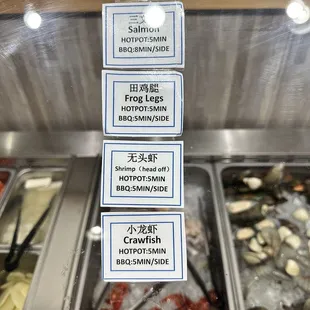 三文鱼
Salmon
HOTPOT:5MIN
BBQ:8MIN/SIDE
田鸡腿
Frog Legs
HOTPOT:5MIN
BBQ:5MIN/SIDE
无头虾
Shrimp (head off)
HOTPOT:5MIN
BBQ:5MIN/SIDE
小龙虾
Crawfish
HOTPOT:5MIN
BBQ:5MIN/SIDE